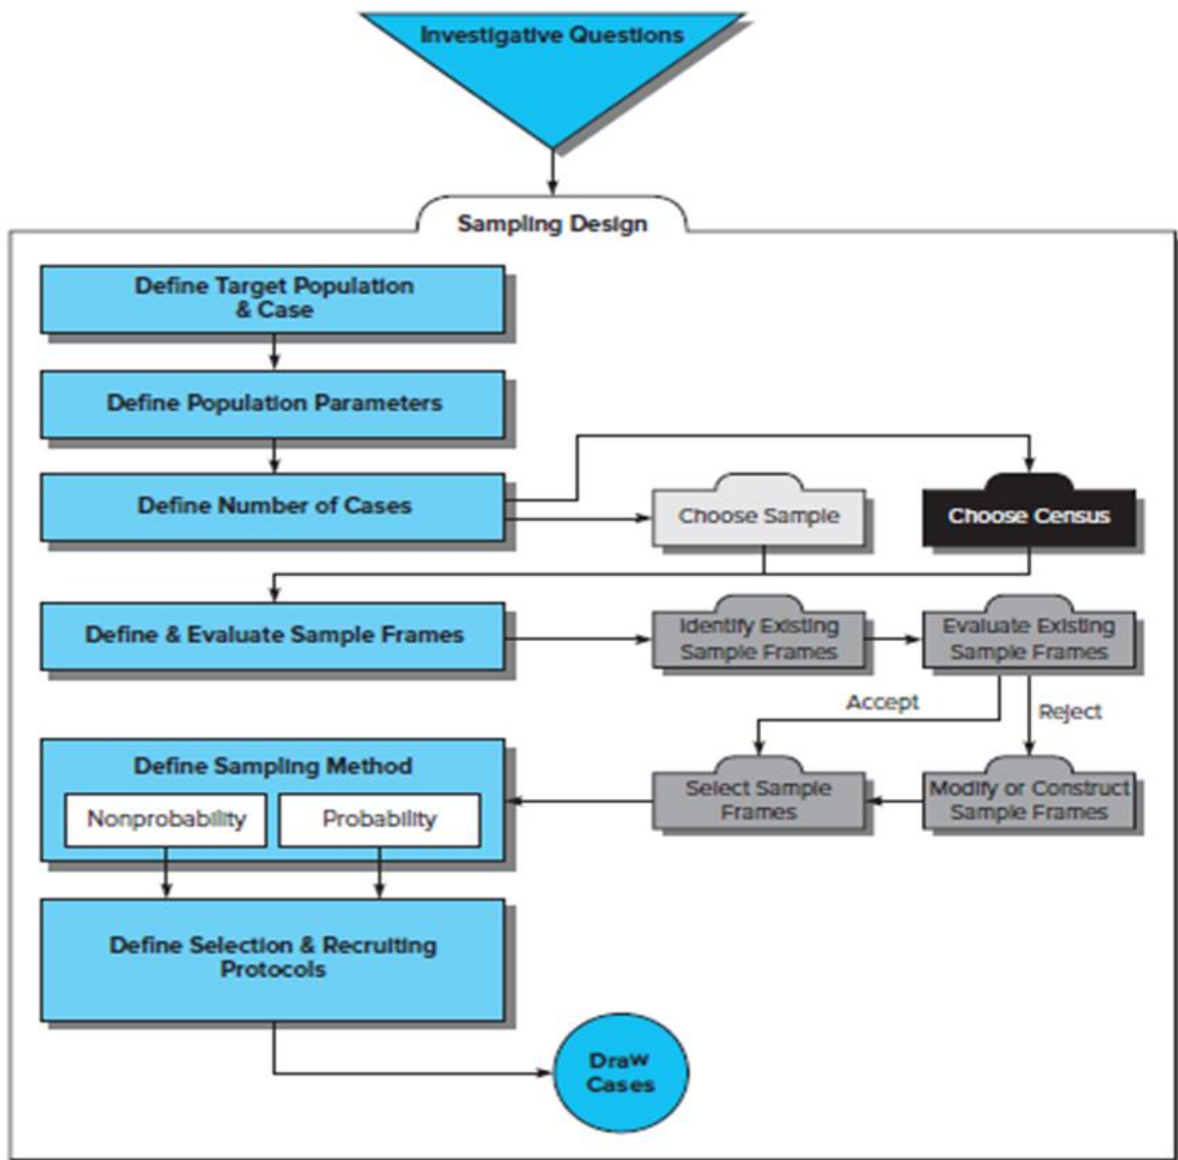 Investigative Questions
Sampling Design
Define Target Population
& Case
Define Population Parameters
Define Number of Cases
Choose Sample
Choose Census
Define & Evaluate Sample Frames
Identify Existing
Sample Frames
Evaluate Existing
Sample Frames
Accept
Reject
Define Sampling Method
Nonprobability
Probability
Select Sample
Frames
Modify or Construct
Sample Frames
Define Selection & Recruiting
Protocols
Draw
Cases